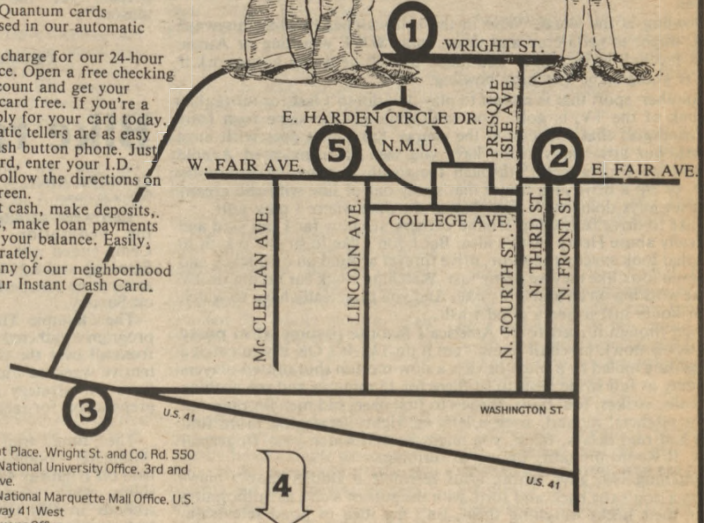 Quantum cards
sed in our automatic
charge for our 24-hour
ce. Open a free checking
count and get your
card free. If you're a
ply for your card today.
atic tellers are as easy
sh button phone. Just
rd, enter your I.D.
ollow the directions on
reen.
t cash, make deposits,
s, make loan payments
your balance. Easily,
rately.
ny of our neighborhood
ur Instant Cash Card.
1
WRIGHT ST.
E. HARDEN CIRCLE DR.
PRESQUE
ISLE AVE.
5
N.M.U.
2
W. FAIR AVE.
E. FAIR AVE.
COLLEGE AVE.
Mc CLELLAN AVE.
LINCOLN AVE.
N. FOURTH ST.
N. THIRD ST.
N. FRONT ST.
3
U.S. 41
WASHINGTON ST.
U.S. 41
4
t Place. Wright St. and Co. Rd. 550
National University Office. 3rd and
ve.
National Marquette Mall Office. U.S.
way 41 West